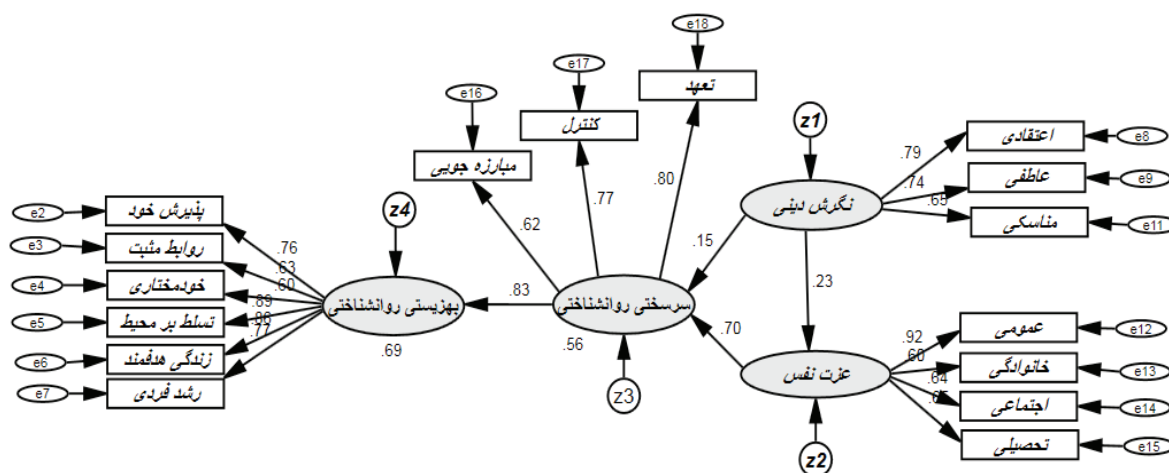 e18
تعهد
e17
کنترل
e16
مبارزه جویی
z1
اعتقادی
e8
.79
عاطفی
e9
.74
مناسکی
e11
.65
نگرش دینی
.80
.77
.62
.15
.23
e2
پذیرش خود
.76
e3
روابط مثبت
.63
e4
خودمختاری
.60
e5
تسلط بر محیط
.89
e6
زندگی هدفمند
e7
رشد فردی
.77
z4
بهزیستی روانشناختی
.69
.83
سرسختی روانشناختی
.56
z3
.70
عزت نفس
z2
عمومی
e12
.92
خانوادگی
e13
.60
اجتماعی
e14
.64
تحصیلی
e15